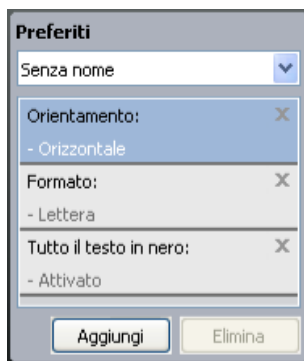 Preferiti
Senza nome
Orientamento:
- Orizzontale
Formato:
- Lettera
Tutto il testo in nero:
- Attivato
Aggiungi Elimina